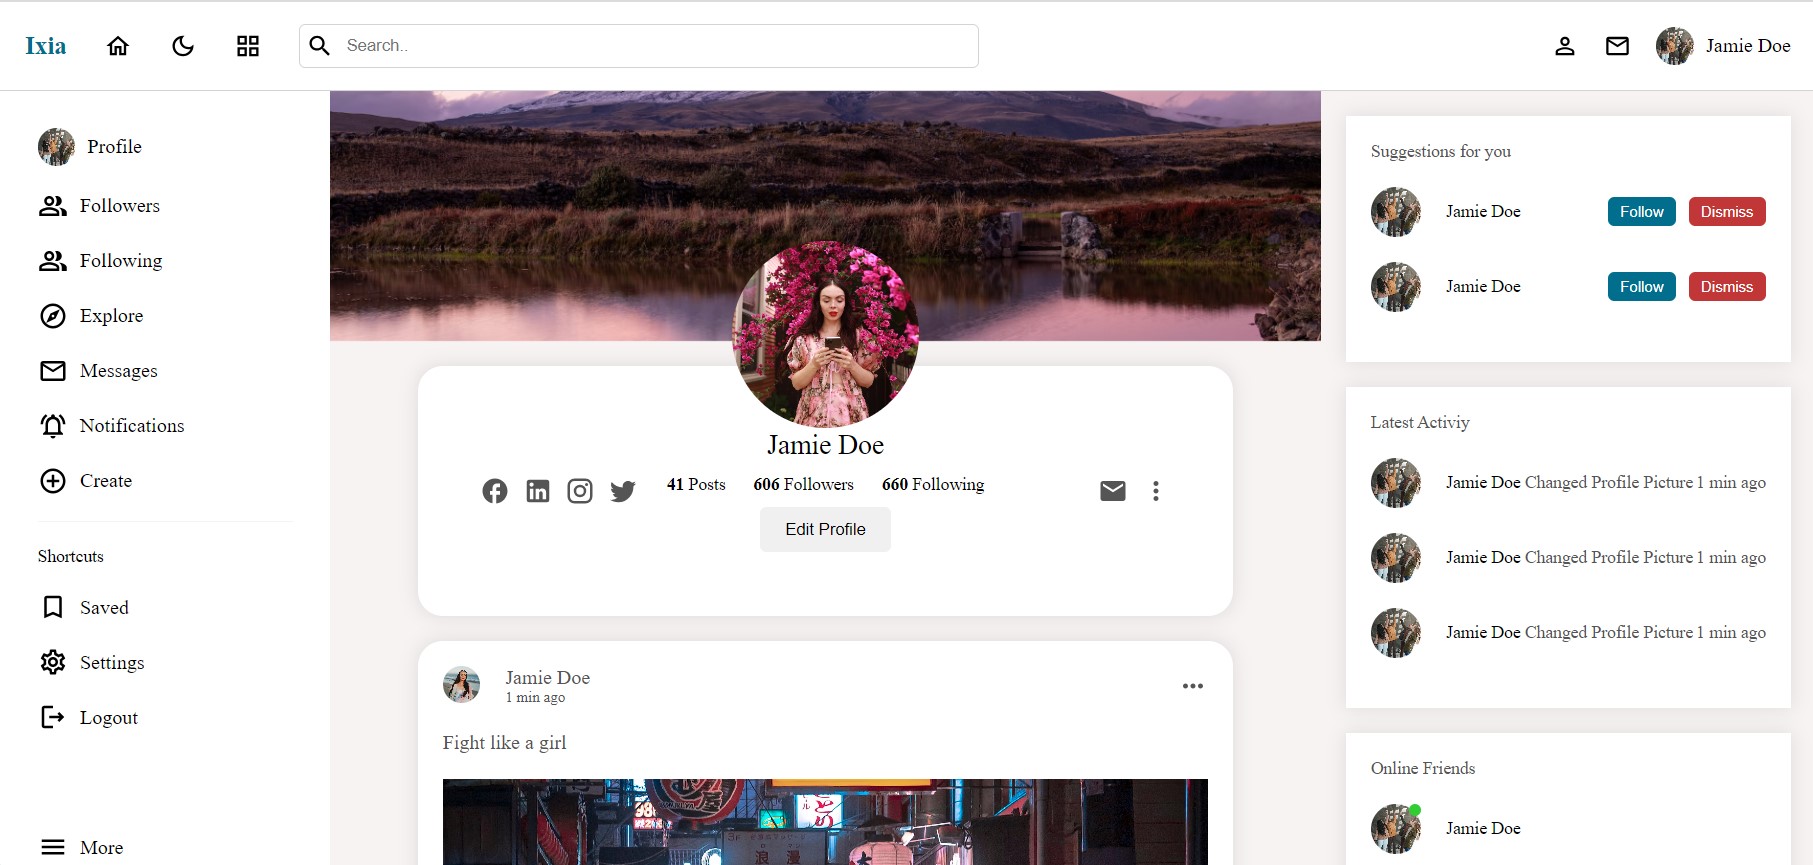 Ixia
Search..
Jamie Doe
Profile
Followers
Following
Explore
Messages
Notifications
Create
Shortcuts
Saved
Settings
Logout
More
Jamie Doe
41 Posts 606 Followers 660 Following
Edit Profile
Jamie Doe
1 min ago
Fight like a girl
浪漫
Suggestions for you
Jamie Doe Follow Dismiss
Jamie Doe Follow Dismiss
Latest Activiy
Jamie Doe Changed Profile Picture 1 min ago
Jamie Doe Changed Profile Picture 1 min ago
Jamie Doe Changed Profile Picture 1 min ago
Online Friends
Jamie Doe